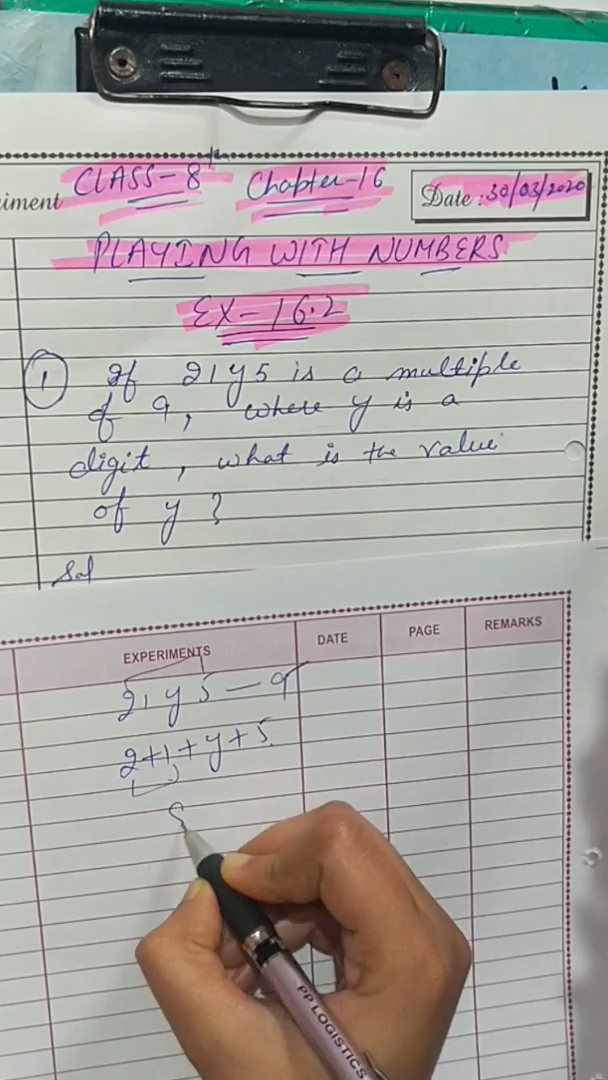 CLASS-8th Chapter-16
iment
Date : 30/03/2020
PLAYING WITH NUMBERS.
EX-16.2
1 If 21y5 is a multiple
of 9, where y is a
digit, what is the value
of y ?
Sol
EXPERIMENTS DATE PAGE REMARKS
21y5 - 9
2+1+y+5
8
PP LOGISTICS